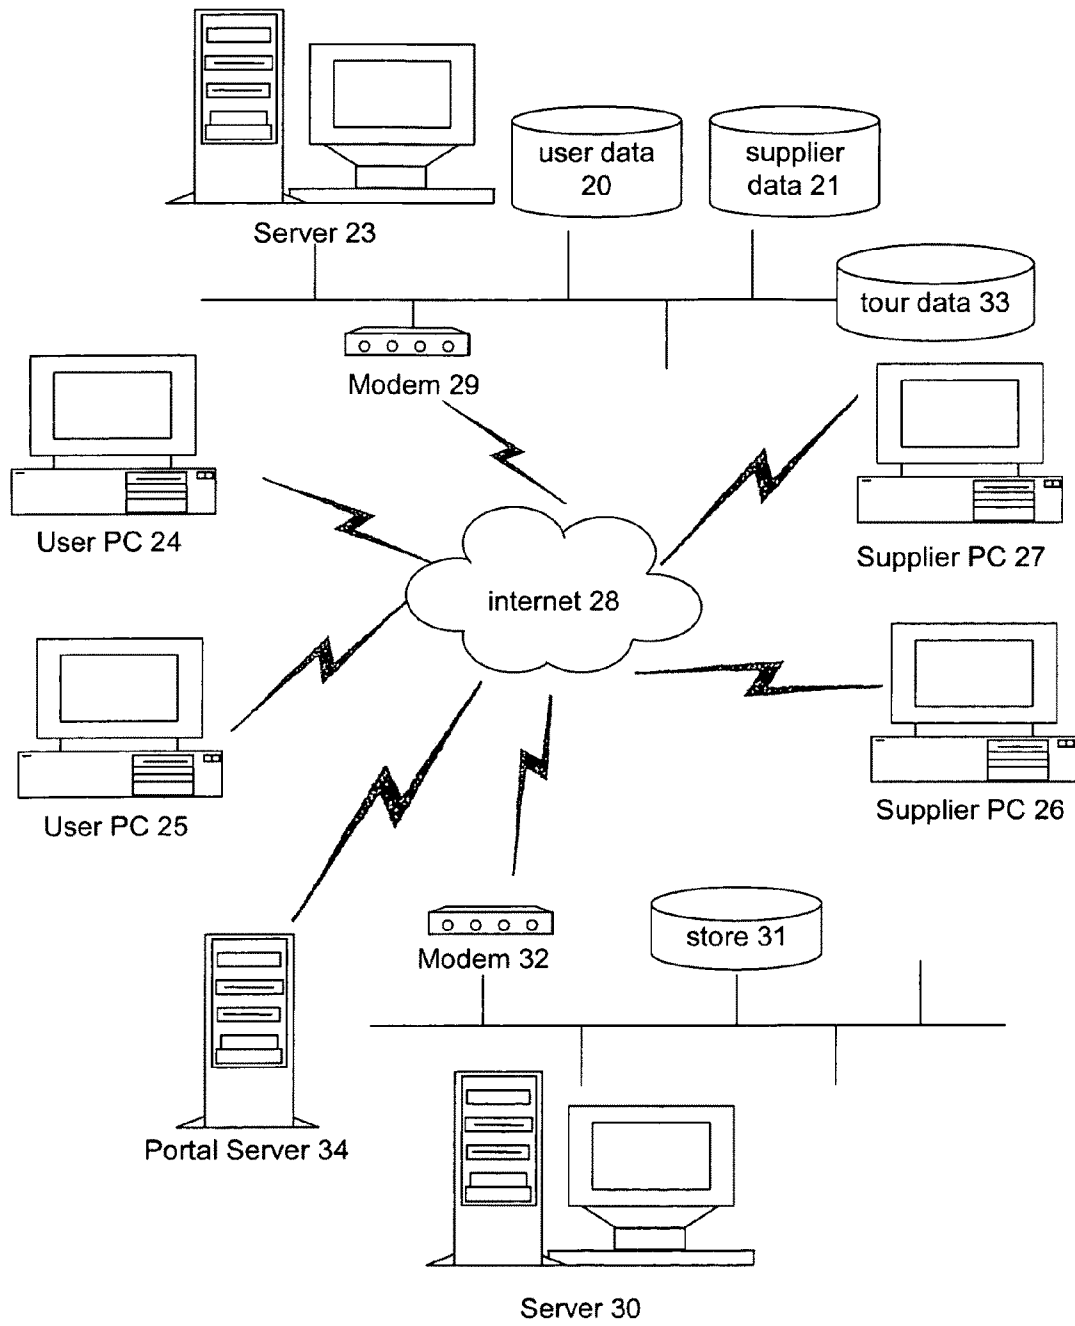 user data
20
supplier
data 21
Server 23
tour data 33
Modem 29
User PC 24
Supplier PC 27
internet 28
User PC 25
Supplier PC 26
store 31
Modem 32
Portal Server 34
Server 30